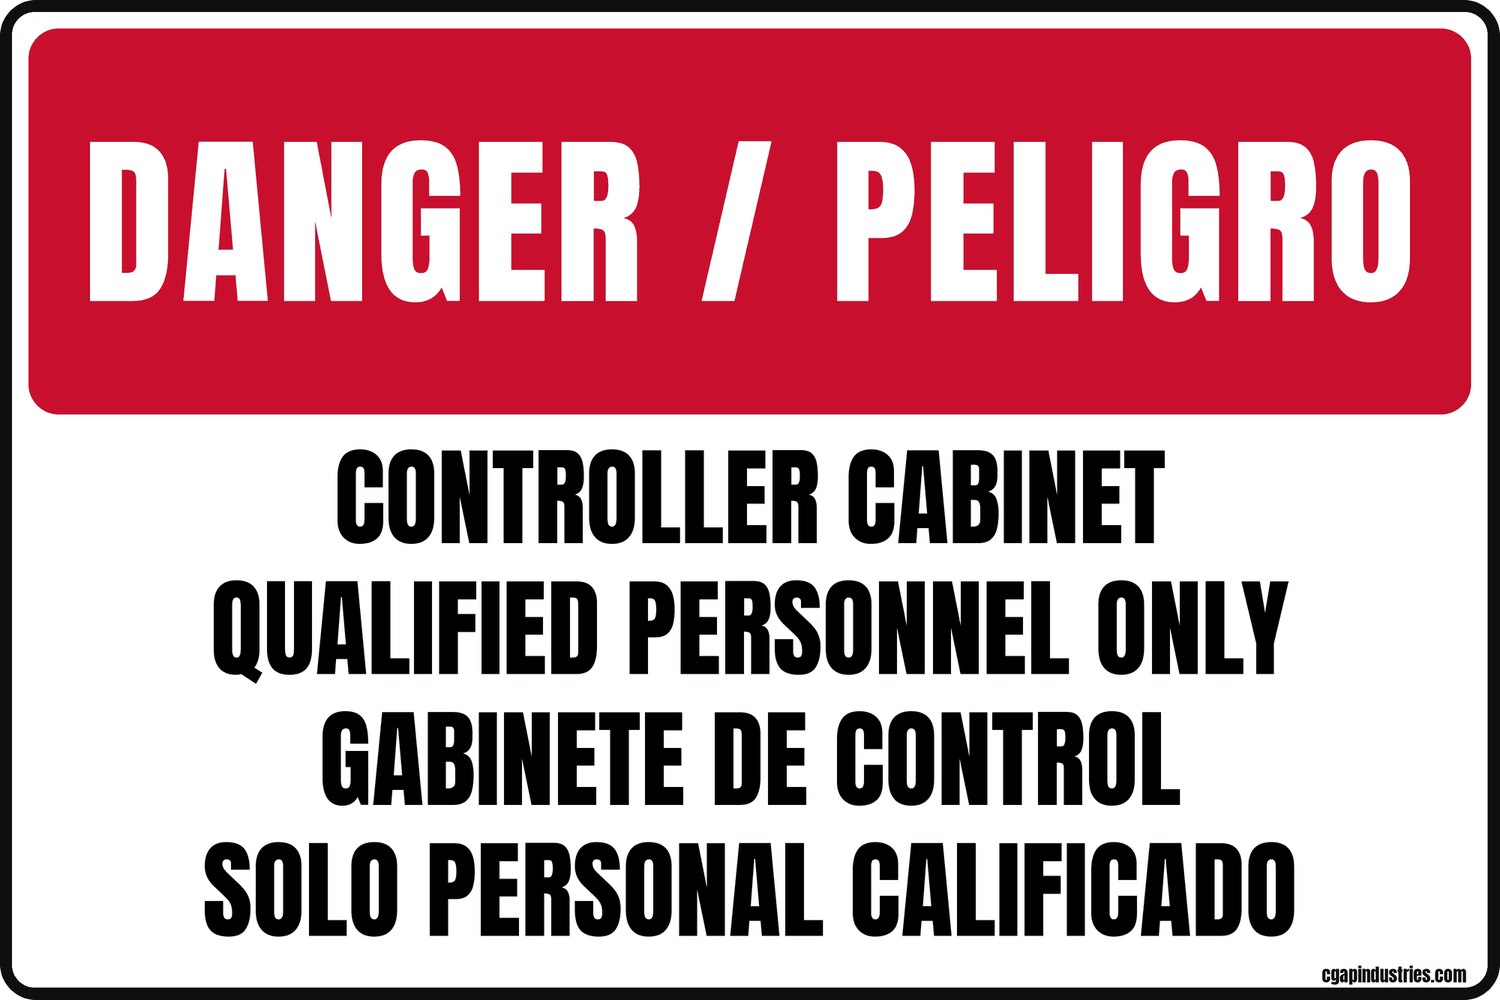 DANGER / PELIGRO
CONTROLLER CABINET
QUALIFIED PERSONNEL ONLY
GABINETE DE CONTROL
SOLO PERSONAL CALIFICADO
cgapindustries.com